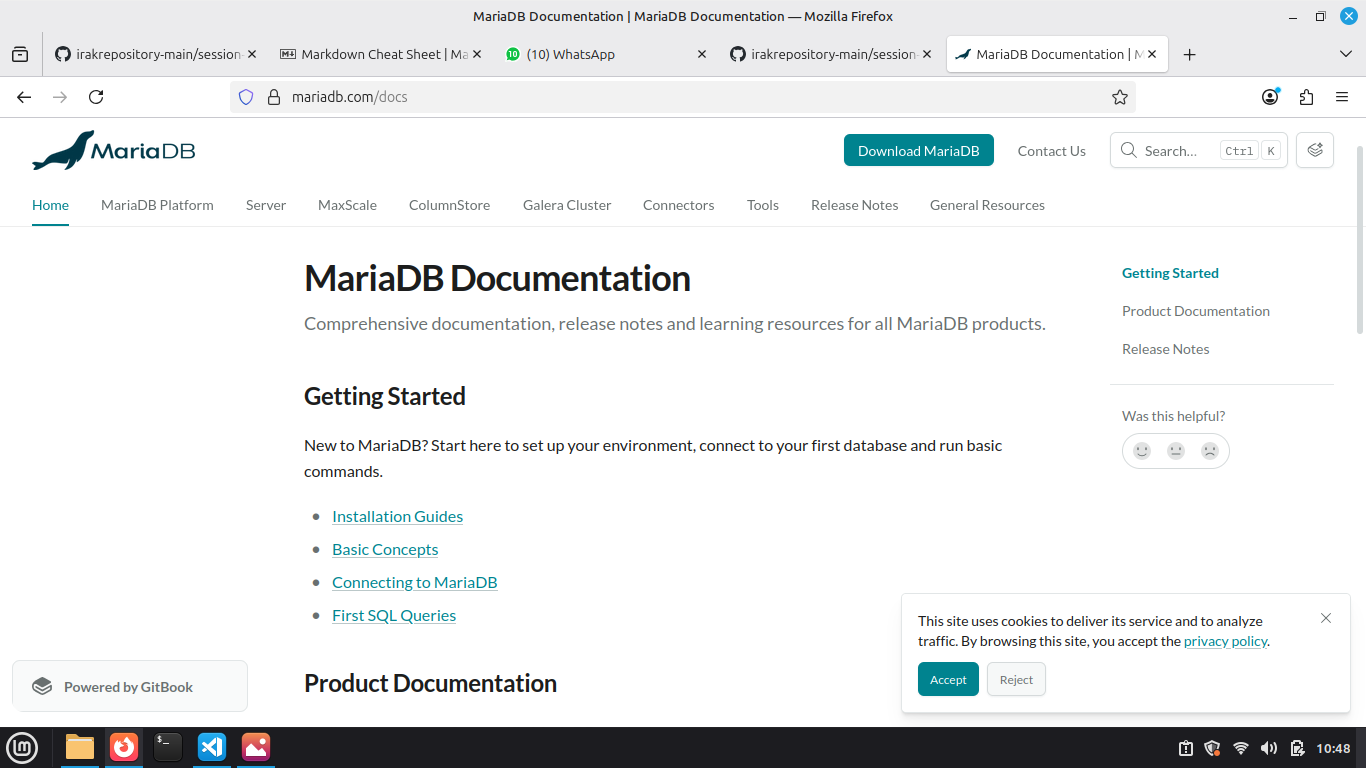 MariaDB Documentation | MariaDB Documentation — Mozilla Firefox
irakrepository-main/session-
Markdown Cheat Sheet | Ma
10
(10) WhatsApp
irakrepository-main/session-
MariaDB Documentation | M
mariadb.com/docs
MariaDB
Download MariaDB
Contact Us
Search...
Ctrl
K
Home
MariaDB Platform
Server
MaxScale
ColumnStore
Galera Cluster
Connectors
Tools
Release Notes
General Resources
MariaDB Documentation
Comprehensive documentation, release notes and learning resources for all MariaDB products.
Getting Started
New to MariaDB? Start here to set up your environment, connect to your first database and run basic
commands.
Installation Guides
Basic Concepts
Connecting to MariaDB
First SQL Queries
Product Documentation
Getting Started
Product Documentation
Release Notes
Was this helpful?
This site uses cookies to deliver its service and to analyze
traffic. By browsing this site, you accept the privacy policy.
Accept
Reject
Powered by GitBook
10:48